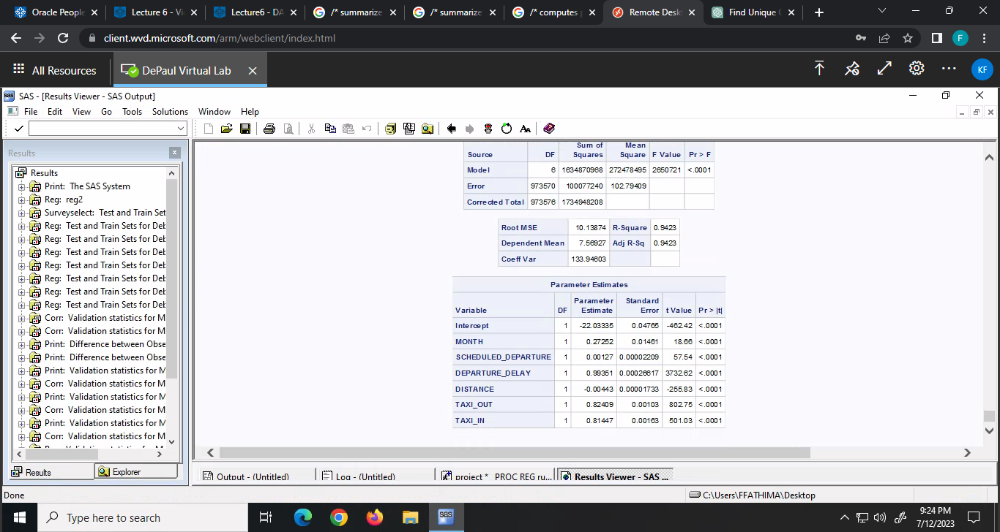 Oracle People
Lecture 6 - Vi
Lecture6 - DA
/* summarize
/* summarize
/* computes p
Remote Desk
Find Unique C
client.wvd.microsoft.com/arm/webclient/index.html
F
All Resources
DePaul Virtual Lab
KF
SAS - [Results Viewer - SAS Output]
File Edit View Go Tools Solutions Window Help
Results
Results
Print: The SAS System
Reg: reg2
Surveyselect: Test and Train Set
Reg: Test and Train Sets for Deb
Reg: Test and Train Sets for Deb
Reg: Test and Train Sets for Deb
Reg: Test and Train Sets for Deb
Reg: Test and Train Sets for Deb
Reg: Test and Train Sets for Deb
Reg: Test and Train Sets for Deb
Corr: Validation statistics for M
Corr: Validation statistics for M
Print: Difference between Obse
Print: Difference between Obse
Print: Validation statistics for M
Corr: Validation statistics for M
Print: Validation statistics for M
Corr: Validation statistics for M
Print: Validation statistics for M
Corr: Validation statistics for M
Results
Explorer
Source DF Sum of Squares Mean Square F Value Pr > F
Model 6 1634870968 272478495 2650721 <.0001
Error 973570 100077240 102.79409
Corrected Total 973576 1734948208
Root MSE 10.13874 R-Square 0.9423
Dependent Mean 7.56927 Adj R-Sq 0.9423
Coeff Var 133.94603
Parameter Estimates
Variable DF Parameter Estimate Standard Error t Value Pr > |t|
Intercept 1 -22.03335 0.04765 -462.42 <.0001
MONTH 1 0.27252 0.01461 18.66 <.0001
SCHEDULED_DEPARTURE 1 0.00127 0.00002209 57.54 <.0001
DEPARTURE_DELAY 1 0.99351 0.00026617 3732.62 <.0001
DISTANCE 1 -0.00443 0.00001733 -255.83 <.0001
TAXI_OUT 1 0.82409 0.00103 802.75 <.0001
TAXI_IN 1 0.81447 0.00163 501.03 <.0001
Output - (Untitled)
Log - (Untitled)
project * PROC REG ru...
Results Viewer - SAS ...
Done
C:\Users\FFATHIMA\Desktop
Type here to search
9:24 PM
7/12/2023